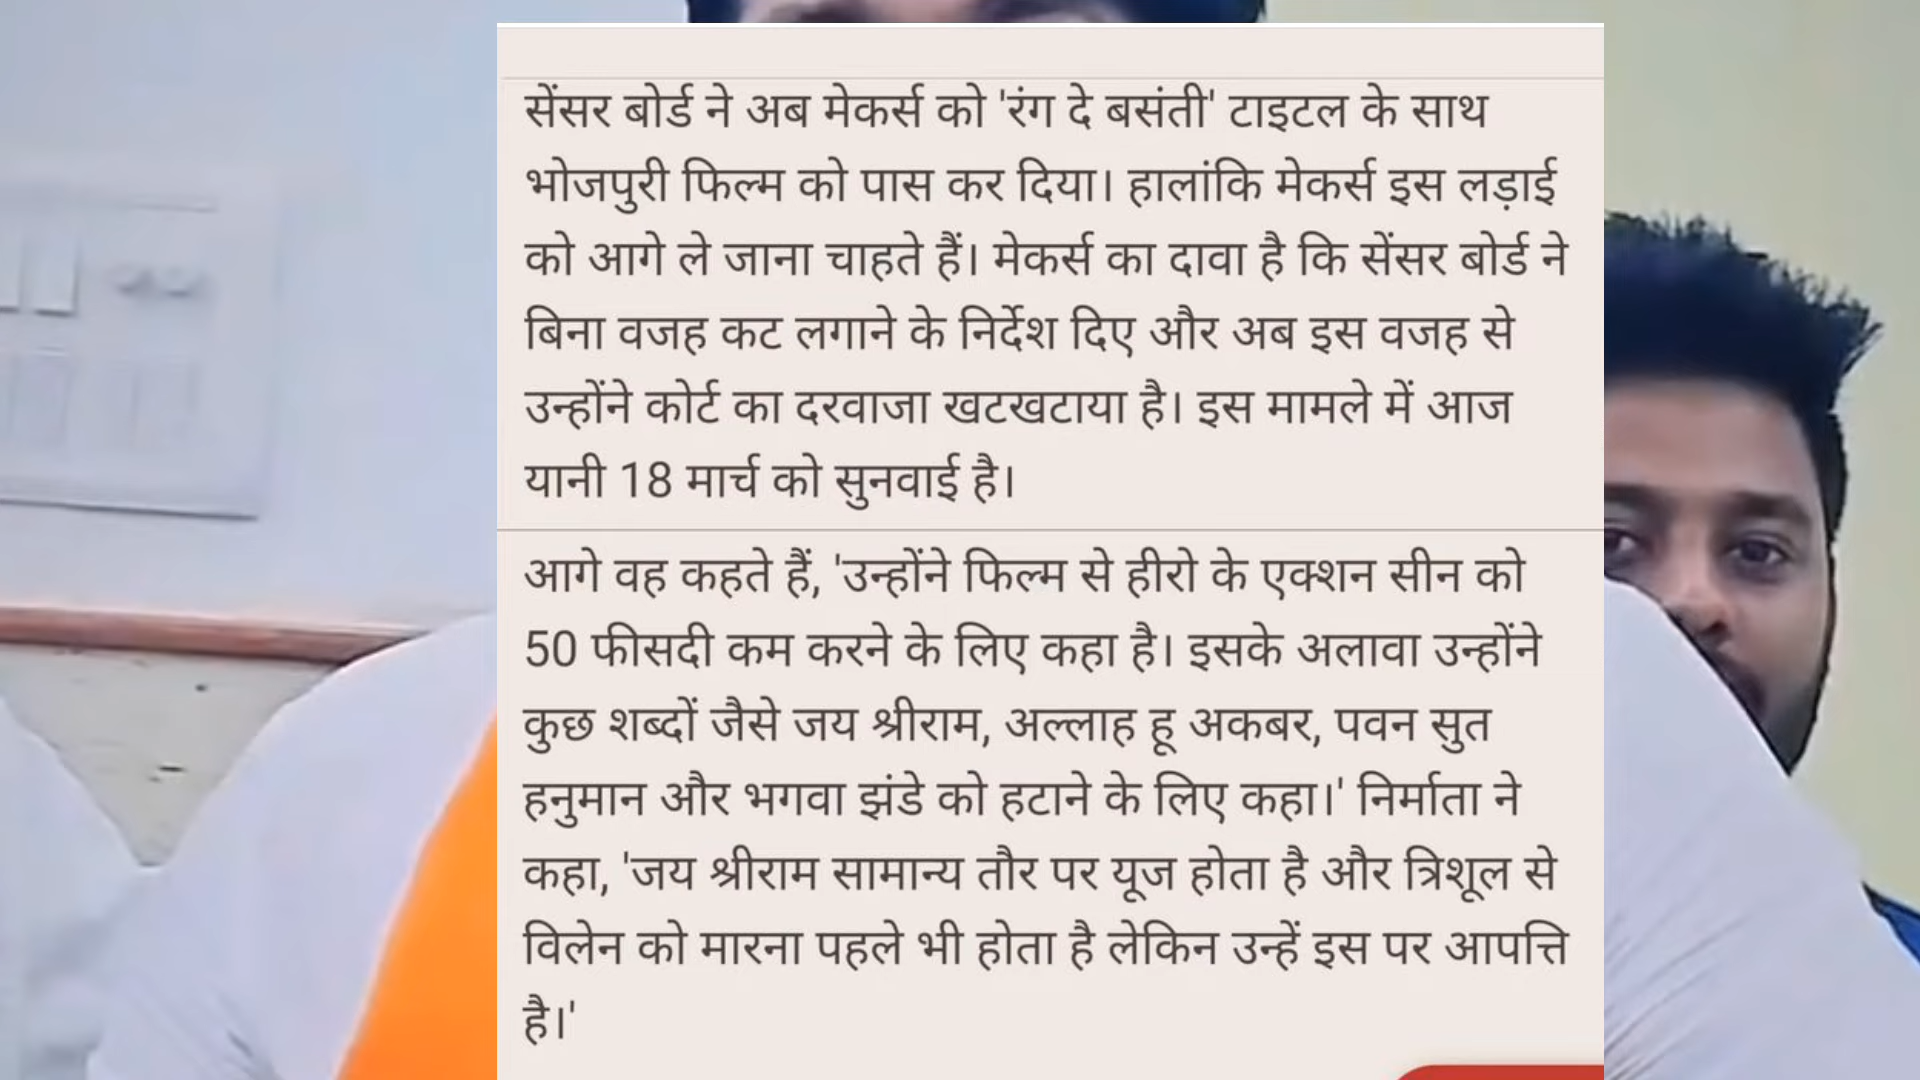 सेंसर बोर्ड ने अब मेकर्स को 'रंग दे बसंती' टाइटल के साथ
भोजपुरी फिल्म को पास कर दिया। हालांकि मेकर्स इस लड़ाई
को आगे ले जाना चाहते हैं। मेकर्स का दावा है कि सेंसर बोर्ड ने
बिना वजह कट लगाने के निर्देश दिए और अब इस वजह से
उन्होंने कोर्ट का दरवाजा खटखटाया है। इस मामले में आज
यानी 18 मार्च को सुनवाई है।
आगे वह कहते हैं, 'उन्होंने फिल्म से हीरो के एक्शन सीन को
50 फीसदी कम करने के लिए कहा है। इसके अलावा उन्होंने
कुछ शब्दों जैसे जय श्रीराम, अल्लाह हू अकबर, पवन सुत
हनुमान और भगवा झंडे को हटाने के लिए कहा।' निर्माता ने
कहा, 'जय श्रीराम सामान्य तौर पर यूज होता है और त्रिशूल से
विलेन को मारना पहले भी होता है लेकिन उन्हें इस पर आपत्ति
है।'